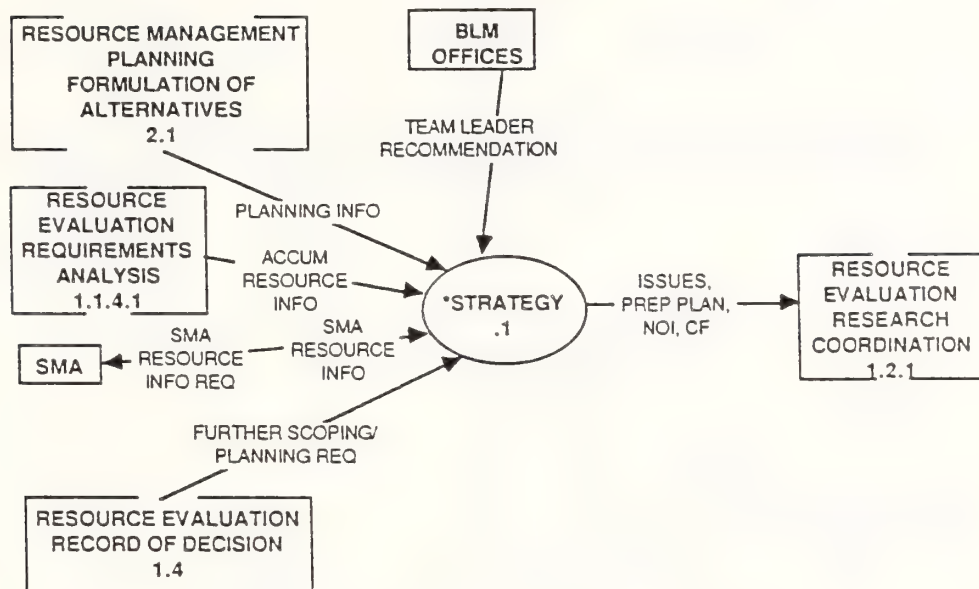 RESOURCE MANAGEMENT
PLANNING
FORMULATION OF
ALTERNATIVES
2.1
BLM
OFFICES
TEAM LEADER
RECOMMENDATION
PLANNING INFO
RESOURCE
EVALUATION
REQUIREMENTS
ANALYSIS
1.1.4.1
ACCUM
RESOURCE
INFO
SMA
SMA
RESOURCE
INFO REQ
SMA
RESOURCE
INFO
*STRATEGY
.1
ISSUES,
PREP PLAN,
NOI, CF
RESOURCE
EVALUATION
RESEARCH
COORDINATION
1.2.1
FURTHER SCOPING/
PLANNING REQ
RESOURCE EVALUATION
RECORD OF DECISION
1.4